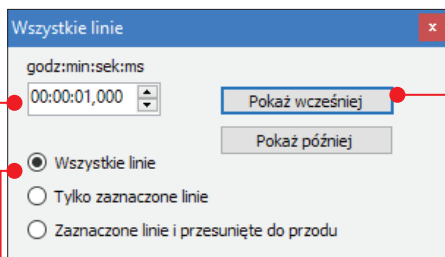 Wszystkie linie
x
godz:min:sek:ms
00:00:01,000
Pokaż wcześniej
Pokaż później
Wszystkie linie
Tylko zaznaczone linie
Zaznaczone linie i przesunięte do przodu